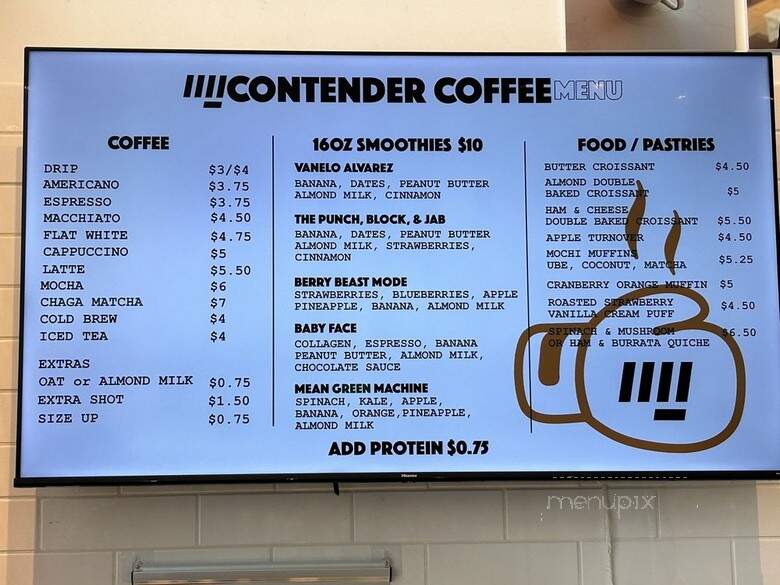 CONTENDER COFFEE MENU
COFFEE
DRIP $3/$4
AMERICANO $3.75
ESPRESSO $3.75
MACCHIATO $4.50
FLAT WHITE $4.75
CAPPUCCINO $5
LATTE $5.50
MOCHA $6
CHAGA MATCHA $7
COLD BREW $4
ICED TEA $4
EXTRAS
OAT or ALMOND MILK $0.75
EXTRA SHOT $1.50
SIZE UP $0.75
16OZ SMOOTHIES $10
VANELO ALVAREZ
BANANA, DATES, PEANUT BUTTER
ALMOND MILK, CINNAMON
THE PUNCH, BLOCK, & JAB
BANANA, DATES, PEANUT BUTTER
ALMOND MILK, STRAWBERRIES,
CINNAMON
BERRY BEAST MODE
STRAWBERRIES, BLUEBERRIES, APPLE
PINEAPPLE, BANANA, ALMOND MILK
BABY FACE
COLLAGEN, ESPRESSO, BANANA
PEANUT BUTTER, ALMOND MILK,
CHOCOLATE SAUCE
MEAN GREEN MACHINE
SPINACH, KALE, APPLE,
BANANA, ORANGE,PINEAPPLE,
ALMOND MILK
ADD PROTEIN $0.75
FOOD / PASTRIES
BUTTER CROISSANT $4.50
ALMOND DOUBLE
BAKED CROISSANT $5
HAM & CHEESE
DOUBLE BAKED CROISSANT $5.50
APPLE TURNOVER $4.50
MOCHI MUFFINS
UBE, COCONUT, MATCHA $5.25
CRANBERRY ORANGE MUFFIN $5
ROASTED STRAWBERRY
VANILLA CREAM PUFF $4.50
SPINACH & MUSHROOM $6.50
OR HAM & BURRATA QUICHE
Hisense
menupix